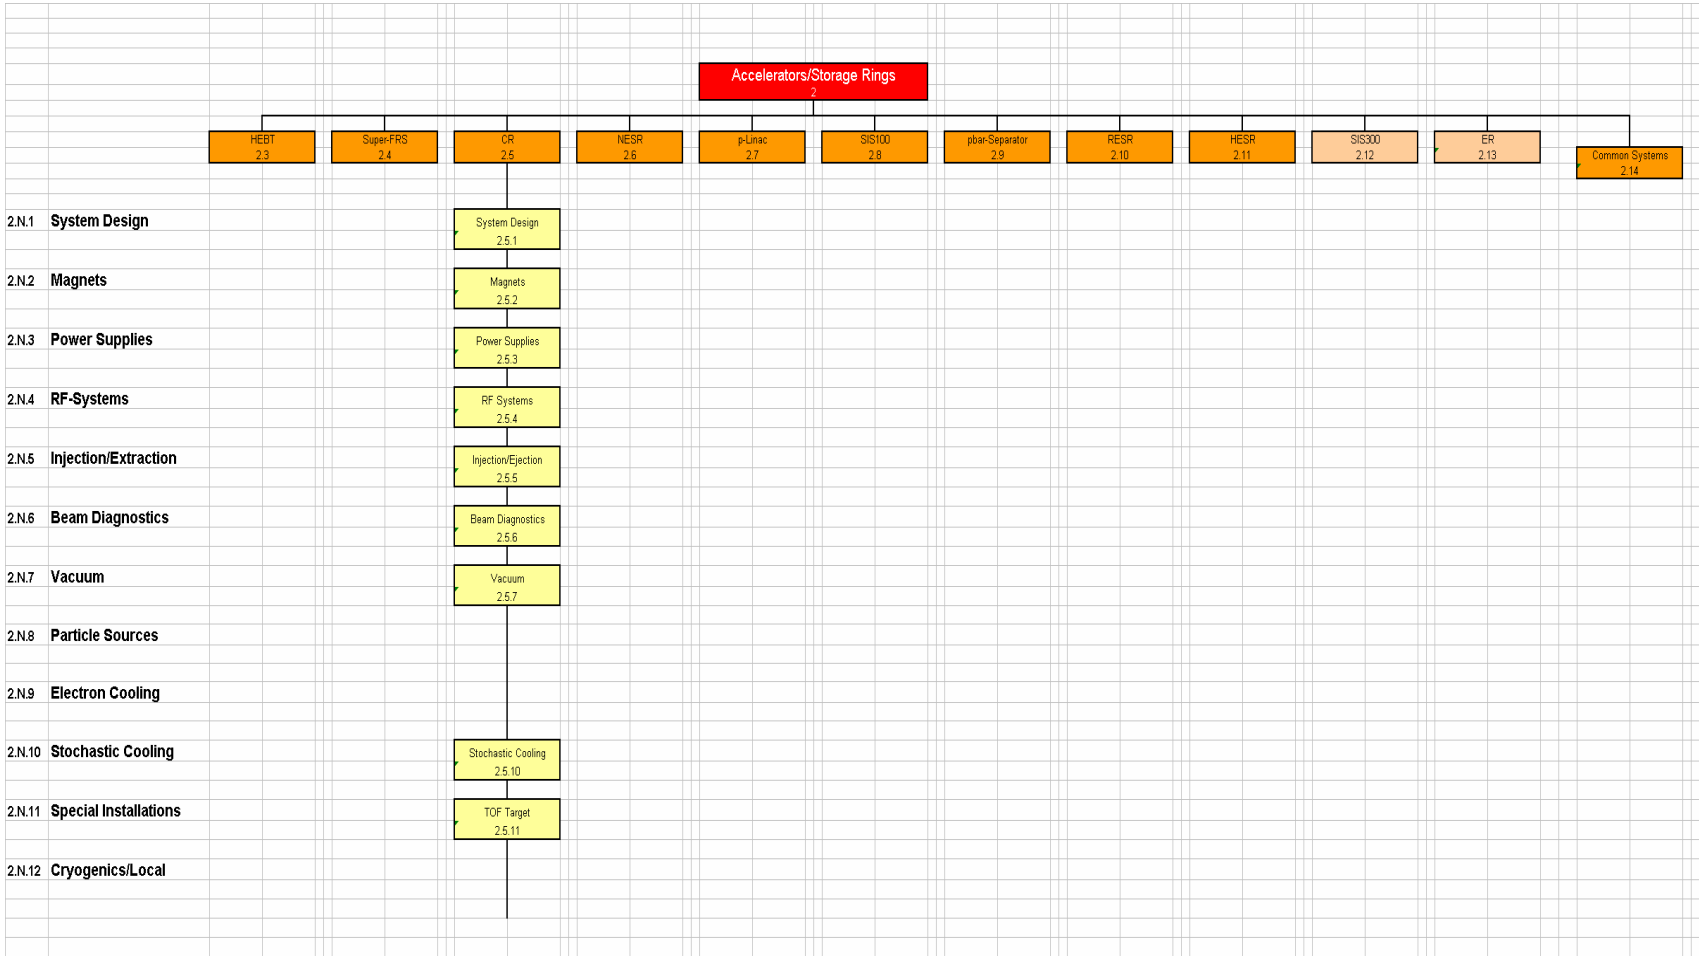 Accelerators/Storage Rings
2
HEBT
2.3
Super-FRS
2.4
CR
2.5
NESR
2.6
p-Linac
2.7
SIS100
2.8
pbar-Separator
2.9
RESR
2.10
HESR
2.11
SIS300
2.12
ER
2.13
Common Systems
2.14
2.N.1 System Design
System Design
2.5.1
2.N.2 Magnets
Magnets
2.5.2
2.N.3 Power Supplies
Power Supplies
2.5.3
2.N.4 RF-Systems
RF Systems
2.5.4
2.N.5 Injection/Extraction
Injection/Ejection
2.5.5
2.N.6 Beam Diagnostics
Beam Diagnostics
2.5.6
2.N.7 Vacuum
Vacuum
2.5.7
2.N.8 Particle Sources
2.N.9 Electron Cooling
2.N.10 Stochastic Cooling
Stochastic Cooling
2.5.10
2.N.11 Special Installations
TOF Target
2.5.11
2.N.12 Cryogenics/Local